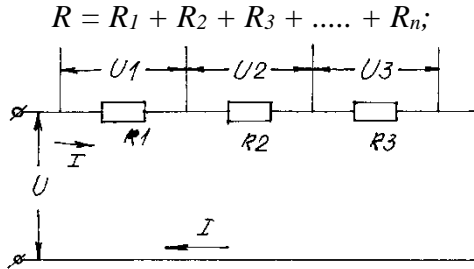 R = R1 + R2 + R3 + ..... + Rn;
U1 U2 U3
R1 R2 R3
I
U
I